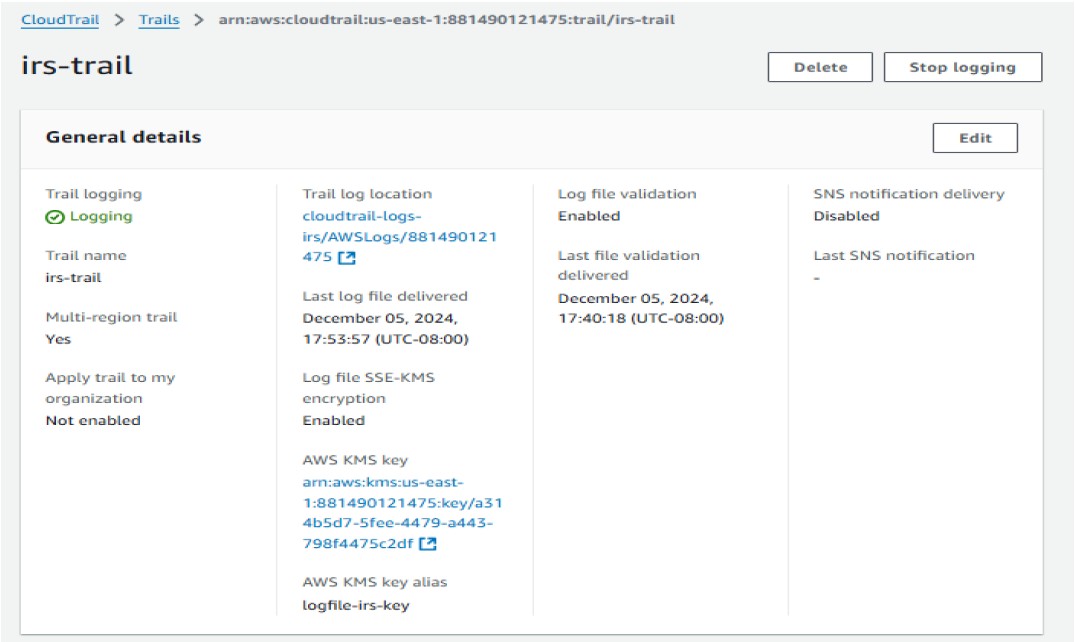 CloudTrail > Trails > arn:aws:cloudtrail:us-east-1:881490121475:trail/irs-trail
irs-trail
Delete
Stop logging
General details
Edit
Trail logging
Logging
Trail name
irs-trail
Multi-region trail
Yes
Apply trail to my
organization
Not enabled
Trail log location
cloudtrail-logs-
irs/AWSLogs/881490121
475
Last log file delivered
December 05, 2024,
17:53:57 (UTC-08:00)
Log file SSE-KMS
encryption
Enabled
AWS KMS key
arn:aws:kms:us-east-
1:881490121475:key/a31
4b5d7-5fee-4479-a443-
798f4475c2df
AWS KMS key alias
logfile-irs-key
Log file validation
Enabled
Last file validation
delivered
December 05, 2024,
17:40:18 (UTC-08:00)
SNS notification delivery
Disabled
Last SNS notification
-